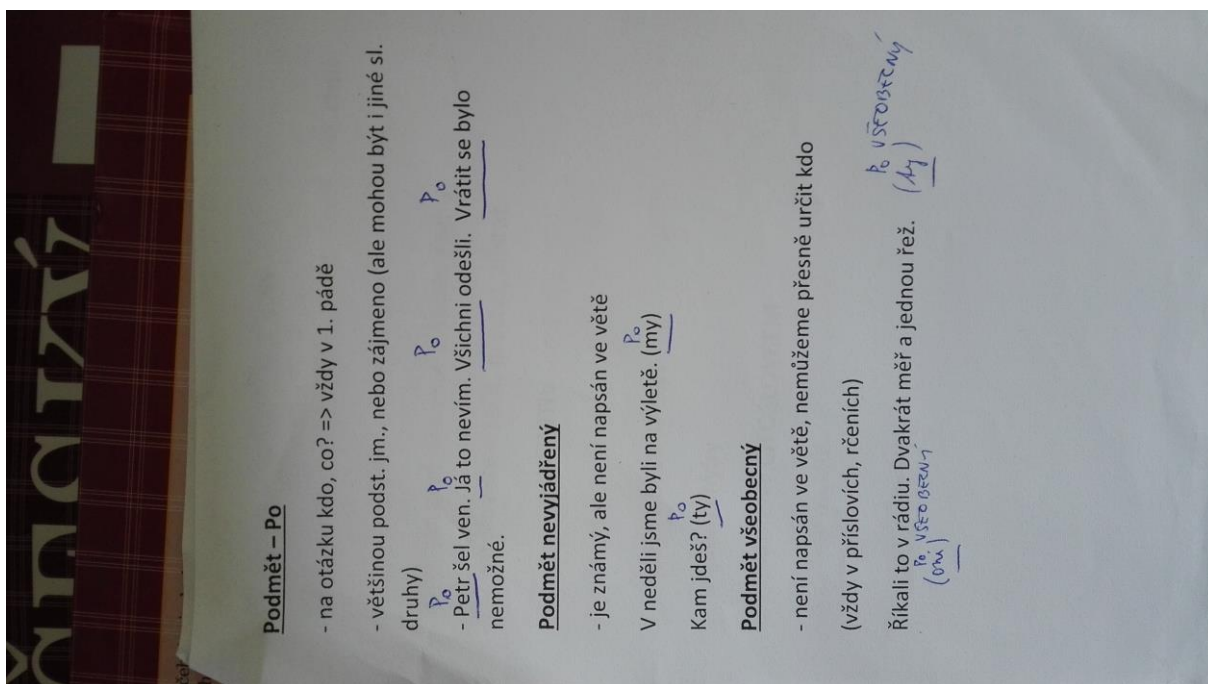 ČESKÝ
Podmět – Po
- na otázku kdo, co? => vždy v 1. pádě
- většinou podst. jm., nebo zájmeno (ale mohou být i jiné sl.
druhy)
Po Po Po Po
- Petr šel ven. Já to nevím. Všichni odešli. Vrátit se bylo
nemožné.
Podmět nevyjádřený
- je známý, ale není napsán ve větě
Po
V neděli jsme byli na výletě. (my)
Po
Kam jdeš? (ty)
Podmět všeobecný
- není napsán ve větě, nemůžeme přesně určit kdo
(vždy v příslovích, rčeních)
Po VŠEOBECNÝ
(ty)
Říkali to v rádiu. Dvakrát měř a jednou řež.
Po VŠEOBECNÝ
(oni)